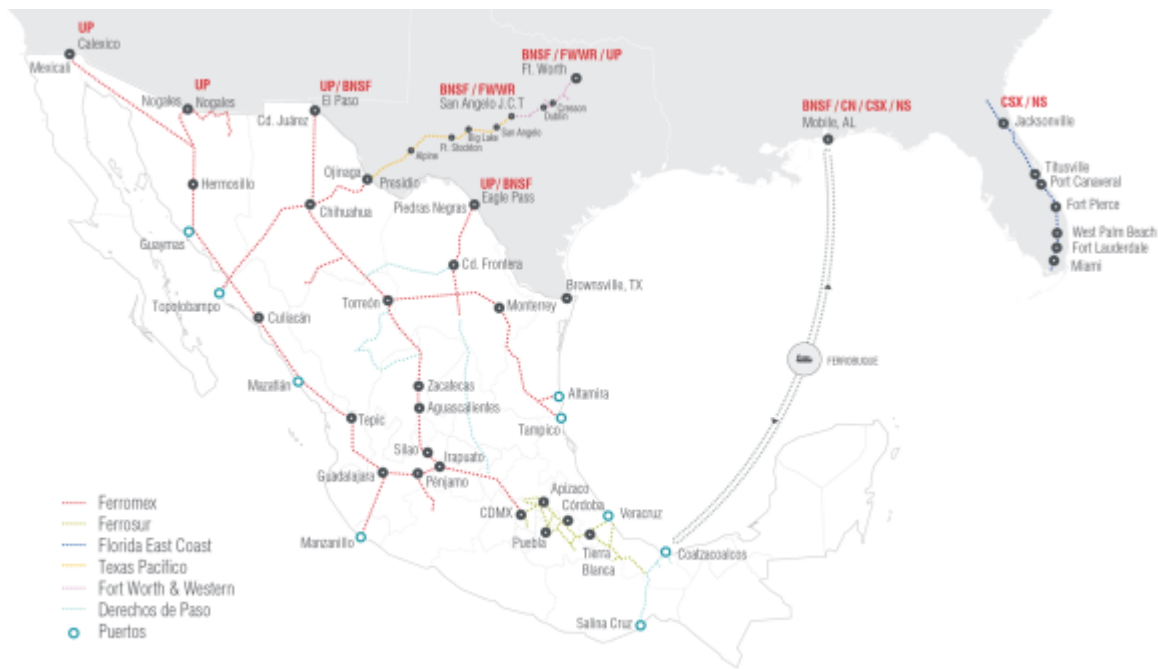 UP
Calexico
Mexicali
UP
Nogales
Nogales
UP/BNSF
El Paso
Cd. Juárez
BNSF / FWWR
San Angelo J.C.T
BNSF / FWWR / UP
Ft. Worth
Cresson
Dublin
San Angelo
Big Lake
Ft. Stockton
Alpine
Ojinaga
Presidio
UP/BNSF
Eagle Pass
Piedras Negras
BNSF / CN / CSX / NS
Mobile, AL
CSX / NS
Jacksonville
Titusville
Port Canaveral
Fort Pierce
West Palm Beach
Fort Lauderdale
Miami
Hermosillo
Chihuahua
Guaymas
Cd. Frontera
Topolobampo
Torreón
Monterrey
Brownsville, TX
Culiacán
FERROBUQUE
Mazatlán
Zacatecas
Aguascalientes
Altamira
Tampico
Tepic
Silao
Irapuato
Guadalajara
Pénjamo
Apizaco
Córdoba
CDMX
Veracruz
Puebla
Tierra
Blanca
Manzanillo
Coatzacoalcos
Salina Cruz
Ferromex
Ferrosur
Florida East Coast
Texas Pacífico
Fort Worth & Western
Derechos de Paso
Puertos